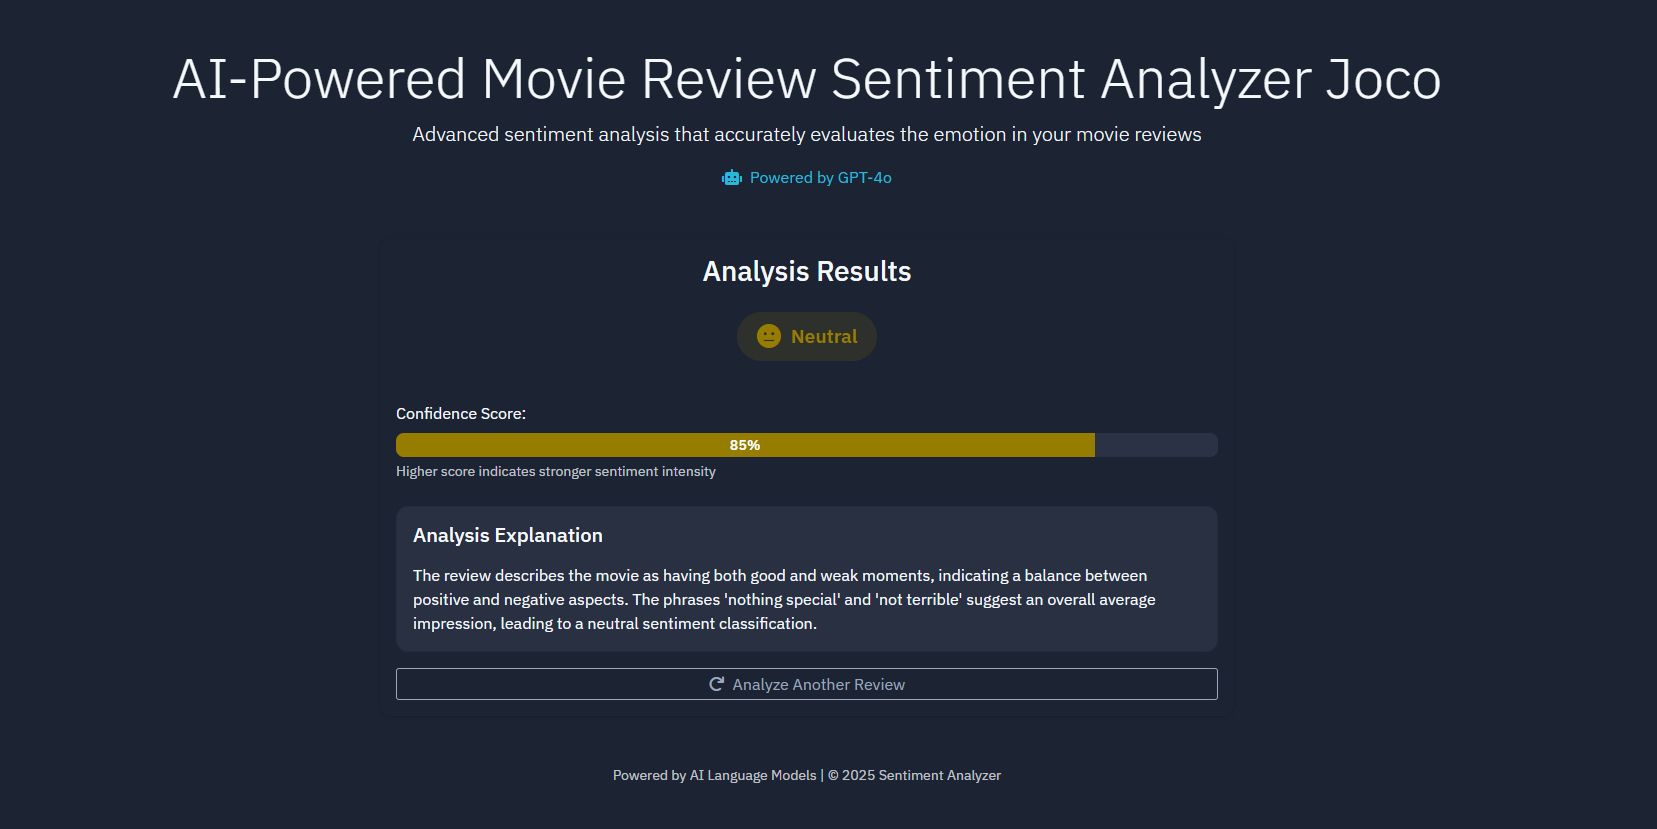 AI-Powered Movie Review Sentiment Analyzer Joco
Advanced sentiment analysis that accurately evaluates the emotion in your movie reviews
Powered by GPT-4o
Analysis Results
Neutral
Confidence Score:
85%
Higher score indicates stronger sentiment intensity
Analysis Explanation
The review describes the movie as having both good and weak moments, indicating a balance between
positive and negative aspects. The phrases 'nothing special' and 'not terrible' suggest an overall average
impression, leading to a neutral sentiment classification.
Analyze Another Review
Powered by AI Language Models | © 2025 Sentiment Analyzer